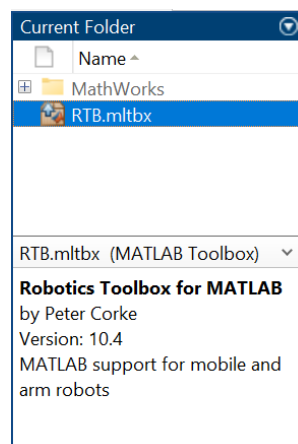 Current Folder
Name
MathWorks
RTB.mltbx
RTB.mltbx (MATLAB Toolbox)
Robotics Toolbox for MATLAB
by Peter Corke
Version: 10.4
MATLAB support for mobile and
arm robots